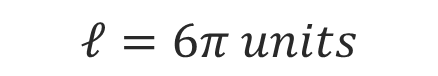 ℓ = 6π units